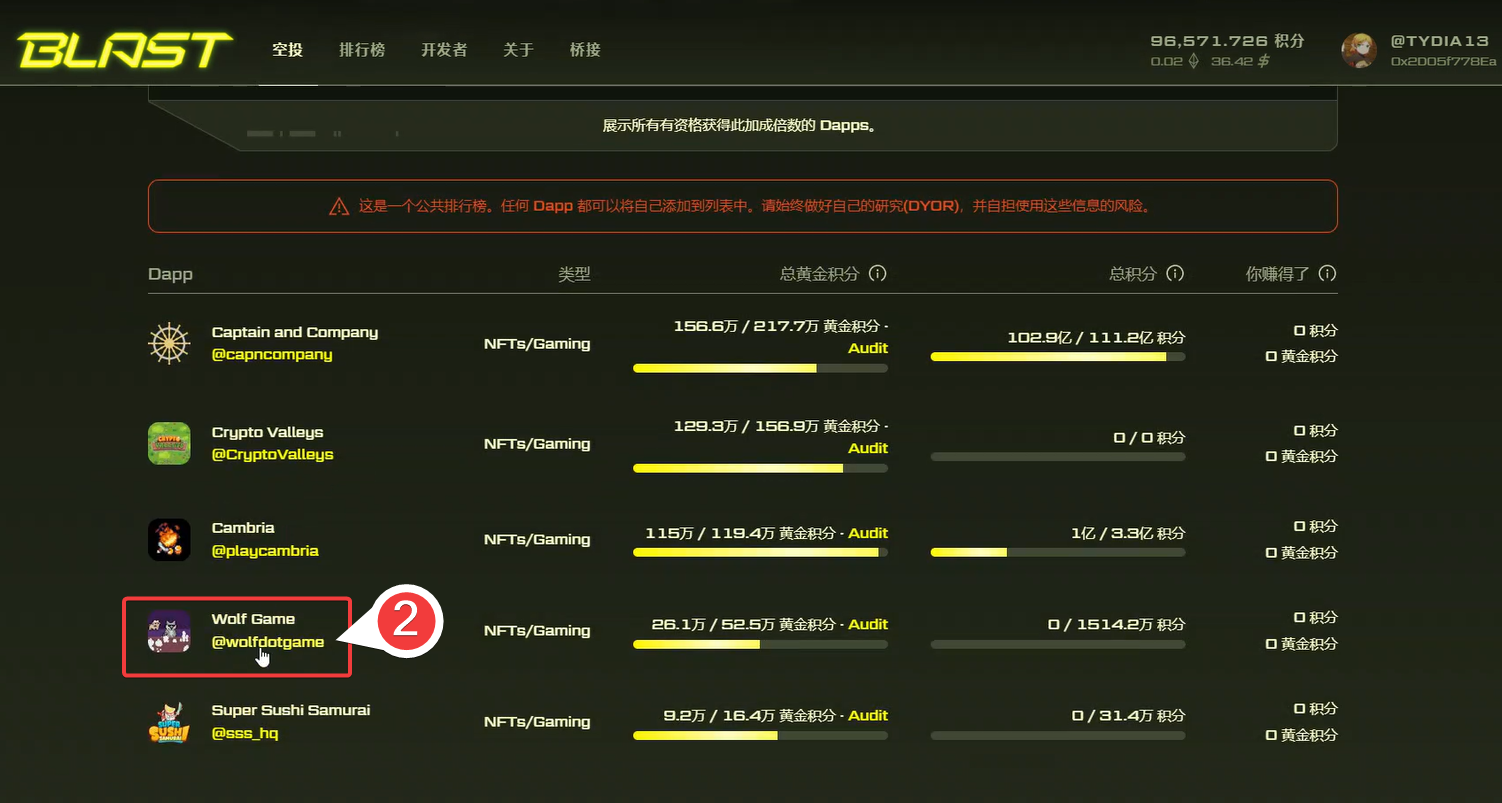 BLAST 空投 排行榜 开发者 关于 桥接 96,571.726 积分 @TYDIA13
0.02 36.42 $ 0x2D05f778Ea
展示所有有资格获得此加成倍数的 Dapps。
这是一个公共排行榜。任何 Dapp 都可以将自己添加到列表中。请始终做好自己的研究(DYOR)，并自担使用这些信息的风险。
Dapp 类型 总黄金积分 总积分 你赚得了
Captain and Company
@capncompany
NFTs/Gaming
156.6万 / 217.7万 黄金积分 -
Audit
102.9亿 / 111.2亿 积分
0 积分
0 黄金积分
Crypto Valleys
@CryptoValleys
NFTs/Gaming
129.3万 / 156.9万 黄金积分 -
Audit
0 / 0 积分
0 积分
0 黄金积分
Cambria
@playcambria
NFTs/Gaming
115万 / 119.4万 黄金积分 - Audit
1亿 / 3.3亿 积分
0 积分
0 黄金积分
Wolf Game
@wolfdotgame
2
NFTs/Gaming
26.1万 / 52.5万 黄金积分 - Audit
0 / 1514.2万 积分
0 积分
0 黄金积分
SUPER
SUSHI
SAMURAI
Super Sushi Samurai
@sss_hq
NFTs/Gaming
9.2万 / 16.4万 黄金积分 - Audit
0 / 31.4万 积分
0 积分
0 黄金积分